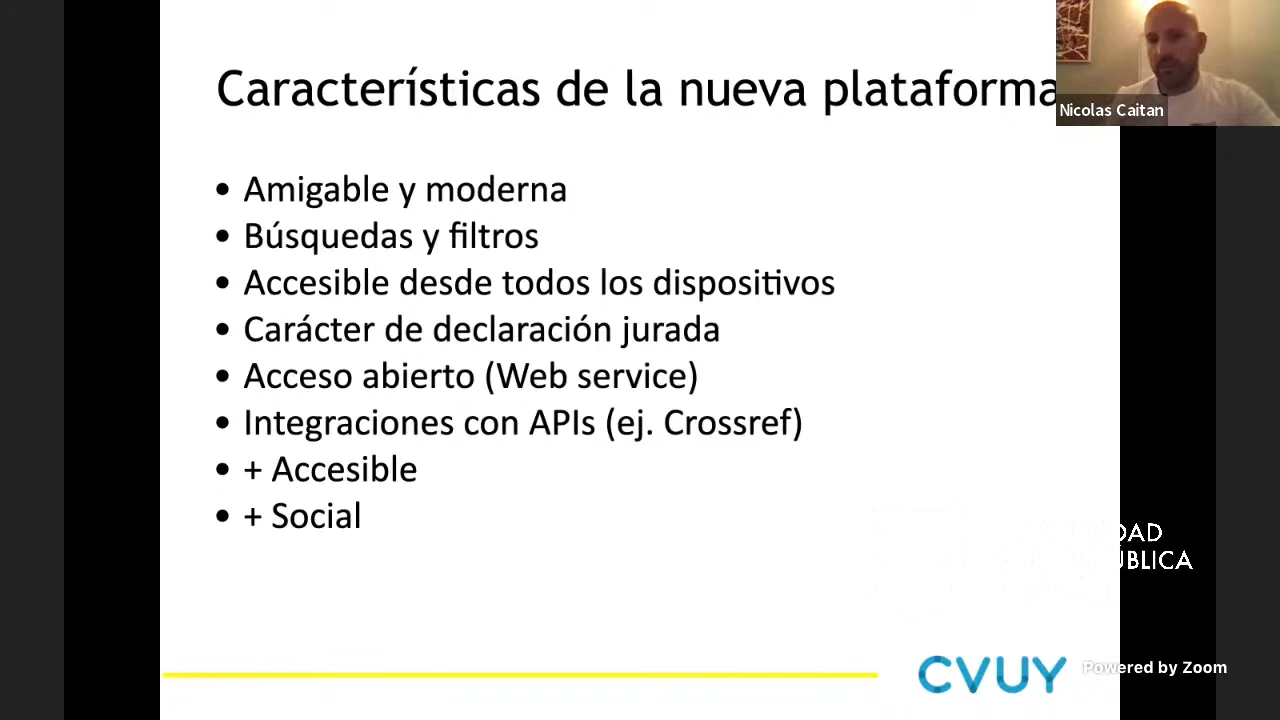 Características de la nueva plataforma
Nicolas Caitan
• Amigable y moderna
• Búsquedas y filtros
• Accesible desde todos los dispositivos
• Carácter de declaración jurada
• Acceso abierto (Web service)
• Integraciones con APIs (ej. Crossref)
• + Accesible
• + Social
DAD
ÚBLICA
CVUY
Powered by Zoom